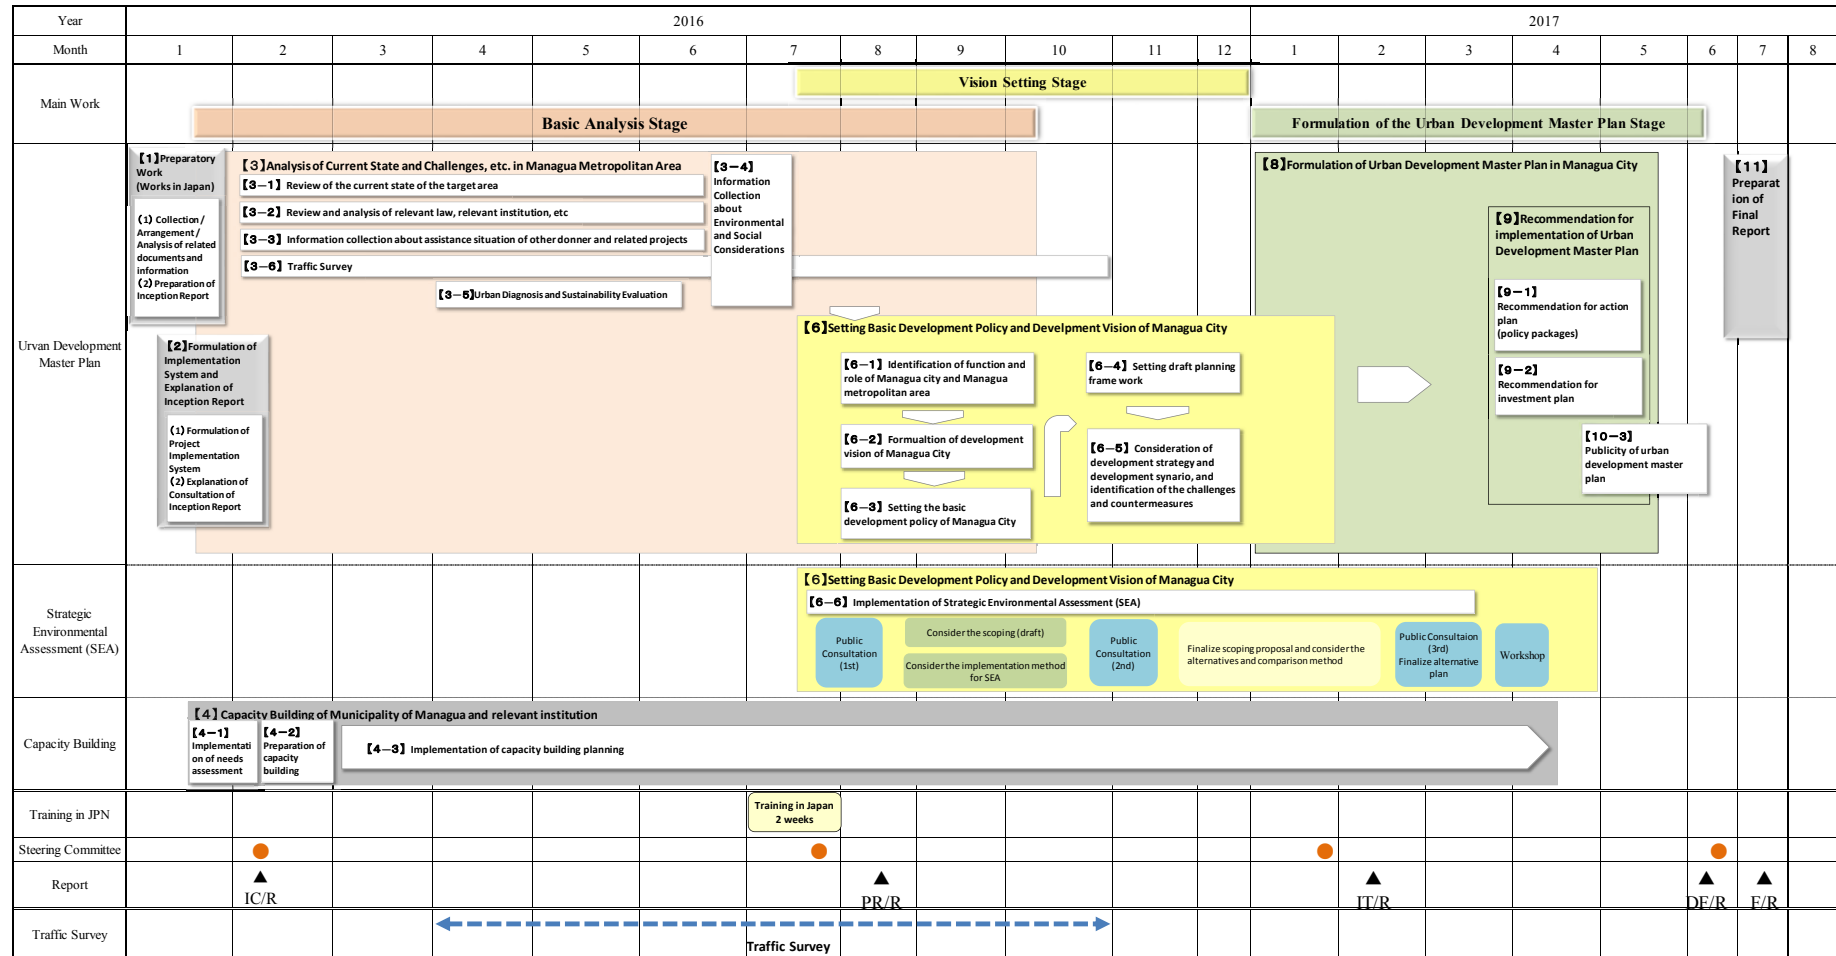 Year
2016
2017
Month
1
2
3
4
5
6
7
8
9
10
11
12
1
2
3
4
5
6
7
8
Main Work
Vision Setting Stage
Basic Analysis Stage
Formulation of the Urban Development Master Plan Stage
Urvan Development
Master Plan
【1】Preparatory
Work
(Works in Japan)
(1) Collection /
Arrangement /
Analysis of related
documents and
information
(2) Preparation of
Inception Report
【2】Formulation of
Implementation
System and
Explanation of
Inception Report
(1) Formulation of
Project
Implementation
System
(2) Explanation of
Consultation of
Inception Report
【3】Analysis of Current State and Challenges, etc. in Managua Metropolitan Area
【3−1】 Review of the current state of the target area
【3−2】 Review and analysis of relevant law, relevant institution, etc
【3−3】 Information collection about assistance situation of other donner and related projects
【3−6】 Traffic Survey
【3−5】Urban Diagnosis and Sustainability Evaluation
【3−4】
Information
Collection
about
Environmental
and Social
Considerations
【6】Setting Basic Development Policy and Develpment Vision of Managua City
【6−1】 Identification of function and
role of Managua city and Managua
metropolitan area
【6−2】 Formualtion of development
vision of Managua City
【6−3】 Setting the basic
development policy of Managua City
【6−4】 Setting draft planning
frame work
【6−5】 Consideration of
development strategy and
development synario, and
identification of the challenges
and countermeasures
【8】Formulation of Urban Development Master Plan in Managua City
【9】Recommendation for
implementation of Urban
Development Master Plan
【9−1】
Recommendation for action
plan
(policy packages)
【9−2】
Recommendation for
investment plan
【10−3】
Publicity of urban
development master
plan
【11】
Preparat
ion of
Final
Report
Strategic
Environmental
Assessment (SEA)
【6】Setting Basic Development Policy and Development Vision of Managua City
【6−6】 Implementation of Strategic Environmental Assessment (SEA)
Public
Consultation
(1st)
Consider the scoping (draft)
Consider the implementation method
for SEA
Public
Consultation
(2nd)
Finalize scoping proposal and consider the
alternatives and comparison method
Public Consultaion
(3rd)
Finalize alternative
plan
Workshop
Capacity Building
【4】Capacity Building of Municipality of Managua and relevant institution
【4−1】
Implementati
on of needs
assessment
【4−2】
Preparation of
capacity
building
【4−3】 Implementation of capacity building planning
Training in JPN
Training in Japan
2 weeks
Steering Committee
Report
IC/R
PR/R
IT/R
DF/R
F/R
Traffic Survey
Traffic Survey